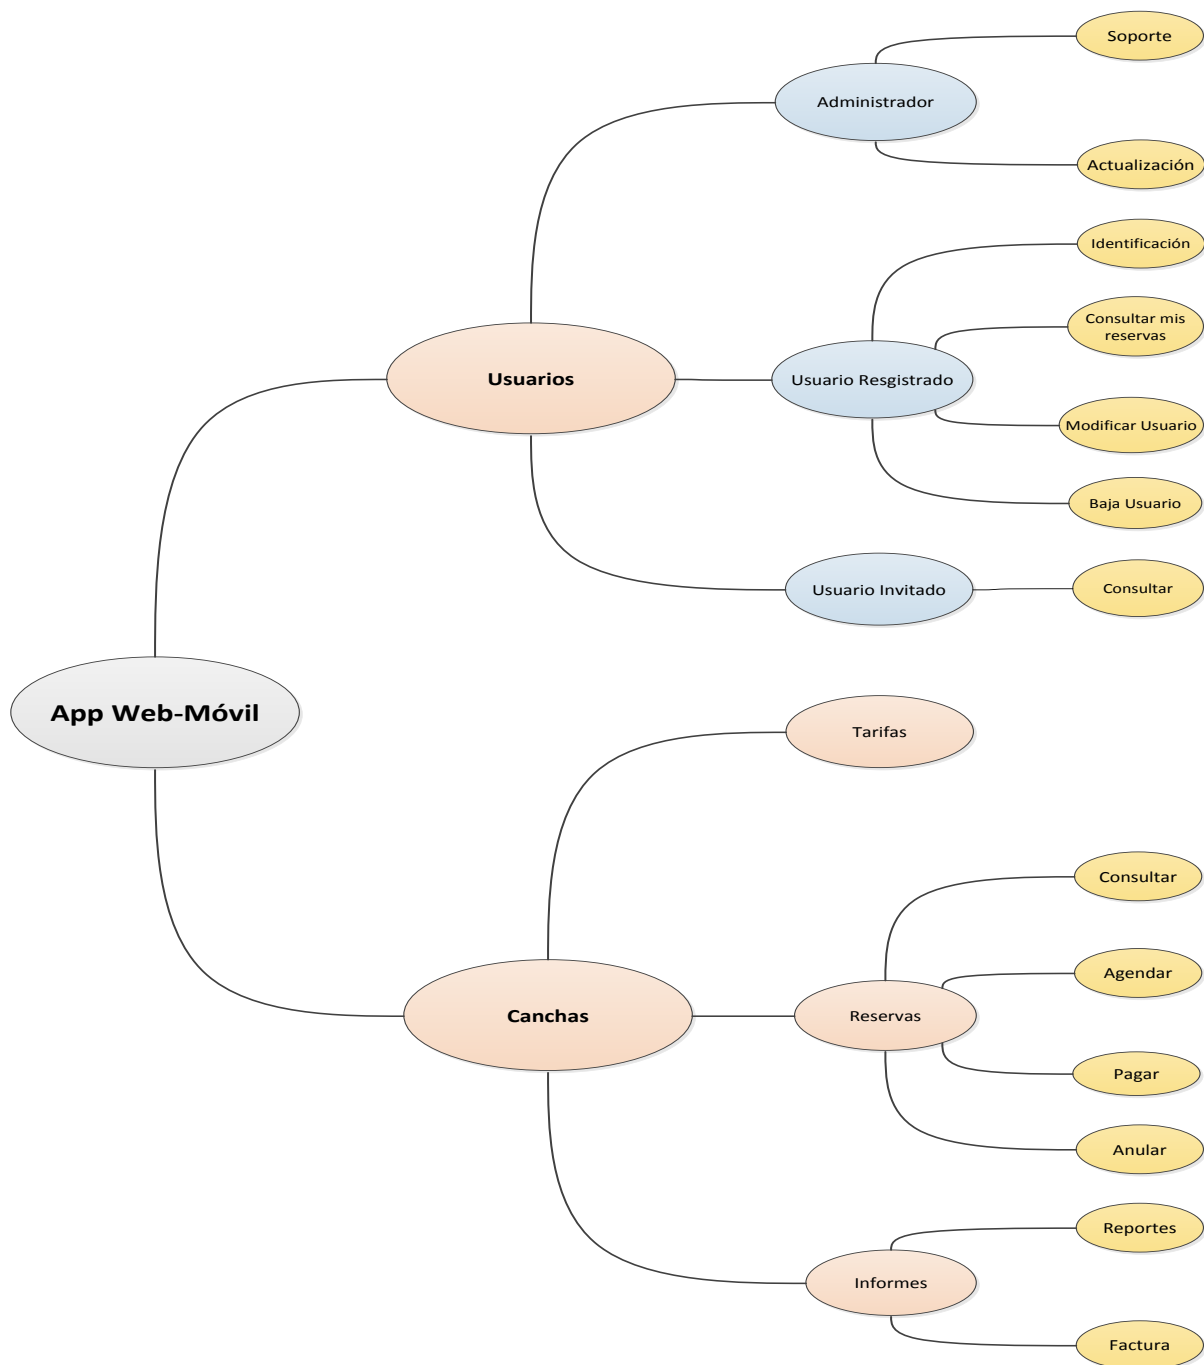 Soporte
Administrador
Actualización
Identificación
Consultar mis
reservas
Usuarios
Usuario Resgistrado
Modificar Usuario
Baja Usuario
Usuario Invitado
Consultar
App Web-Móvil
Tarifas
Consultar
Agendar
Canchas
Reservas
Pagar
Anular
Reportes
Informes
Factura